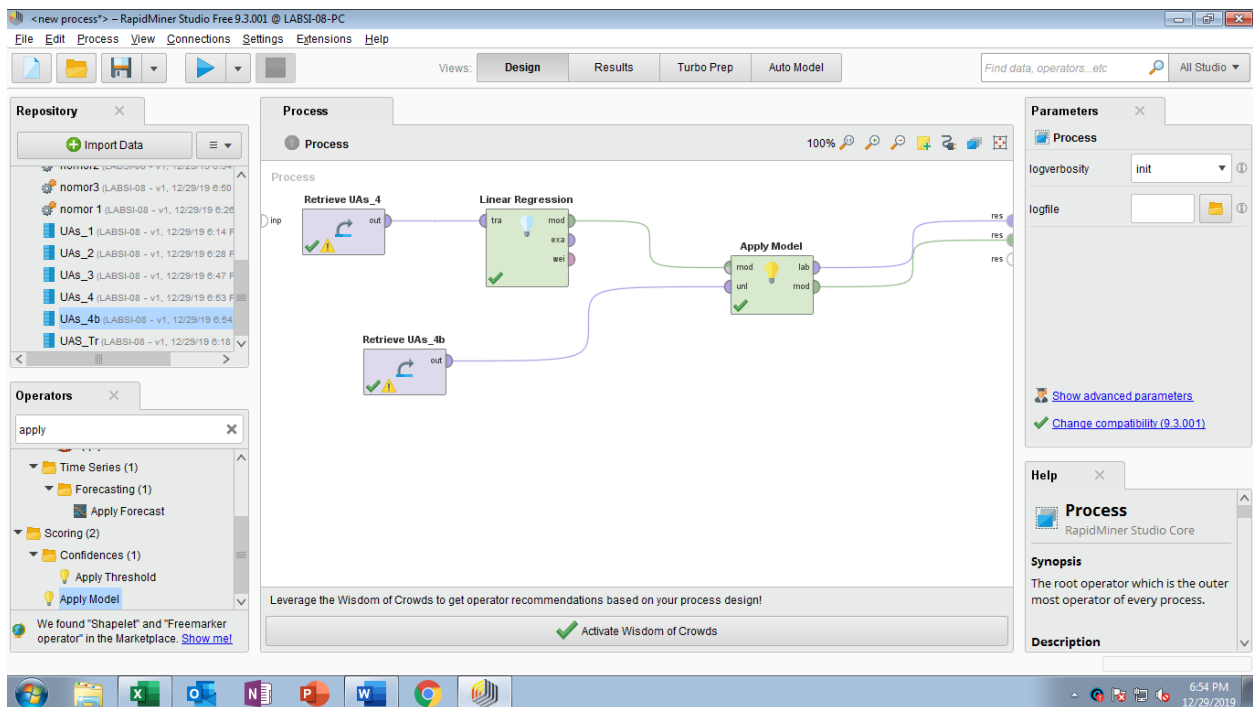 <new process*> – RapidMiner Studio Free 9.3.001 @ LABSI-08-PC
File Edit Process View Connections Settings Extensions Help
Views: Design Results Turbo Prep Auto Model
Find data, operators...etc
All Studio
Repository
Import Data
nomor3 (LABSI-08 - v1, 12/29/19 6:50
nomor 1 (LABSI-08 - v1, 12/29/19 6:26
UAs_1 (LABSI-08 - v1, 12/29/19 6:14 P
UAs_2 (LABSI-08 - v1, 12/29/19 6:28 P
UAs_3 (LABSI-08 - v1, 12/29/19 6:47 P
UAs_4 (LABSI-08 - v1, 12/29/19 6:53 P
UAs_4b (LABSI-08 - v1, 12/29/19 6:54
UAS_Tr (LABSI-08 - v1, 12/29/19 6:18
Operators
apply
Time Series (1)
Forecasting (1)
Apply Forecast
Scoring (2)
Confidences (1)
Apply Threshold
Apply Model
We found "Shapelet" and "Freemarker
operator" in the Marketplace. Show me!
Process
Process
100%
Process
inp
Retrieve UAs_4
out
Linear Regression
tra mod
exa
wei
Apply Model
mod lab
unl mod
res
res
res
Retrieve UAs_4b
out
Leverage the Wisdom of Crowds to get operator recommendations based on your process design!
Activate Wisdom of Crowds
Parameters
Process
logverbosity init
logfile
Show advanced parameters
Change compatibility (9.3.001)
Help
Process
RapidMiner Studio Core
Synopsis
The root operator which is the outer
most operator of every process.
Description
6:54 PM
12/29/2019